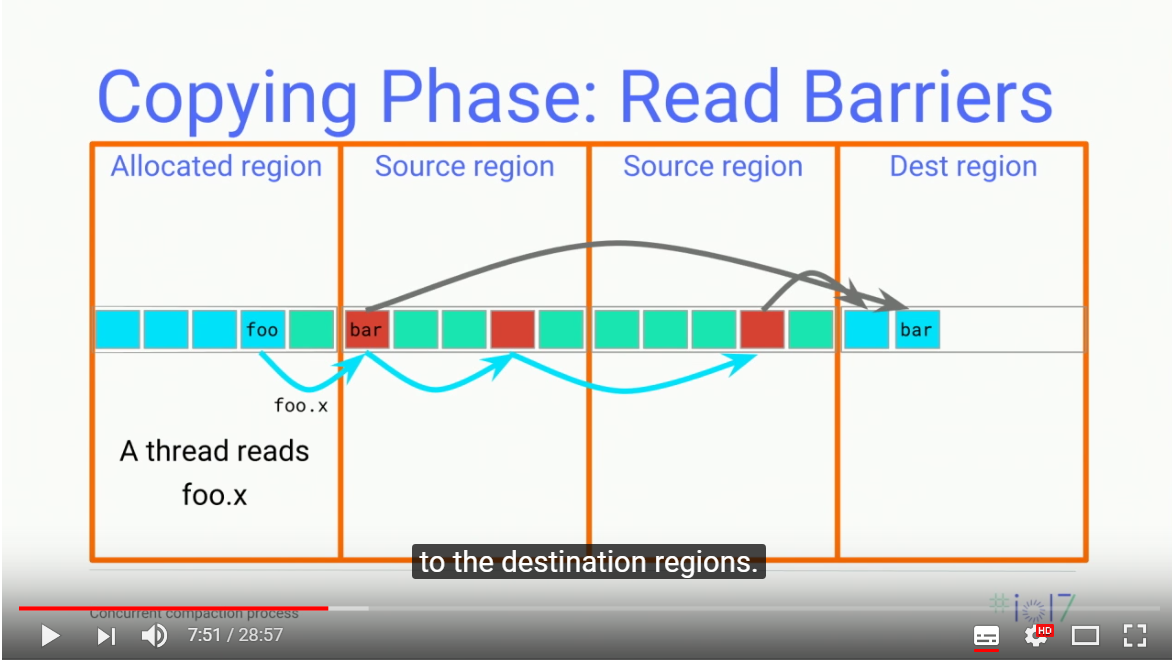 Copying Phase: Read Barriers
Allocated region
Source region
Source region
Dest region
foo
bar
bar
foo.x
A thread reads
foo.x
to the destination regions.
Concurrent compaction process
#io17
7:51 / 28:57
HD